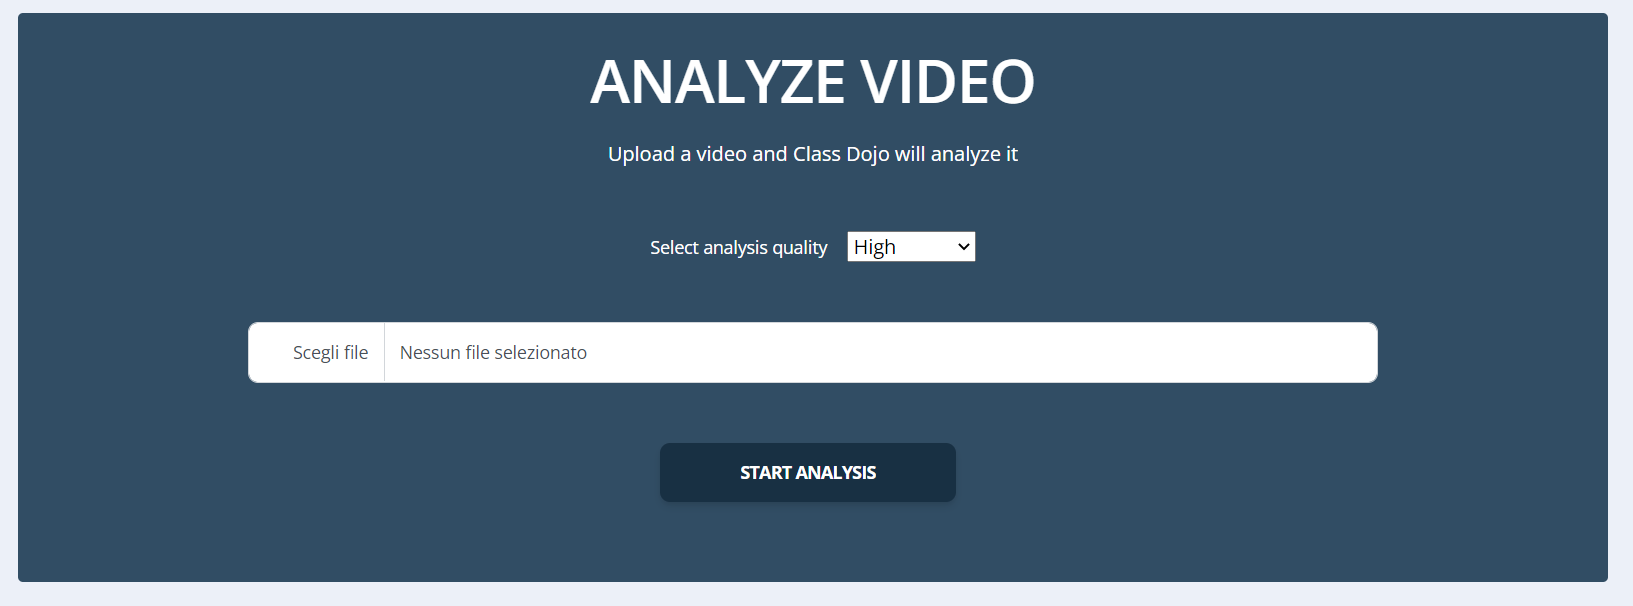 ANALYZE VIDEO
Upload a video and Class Dojo will analyze it
Select analysis quality High
Scegli file Nessun file selezionato
START ANALYSIS